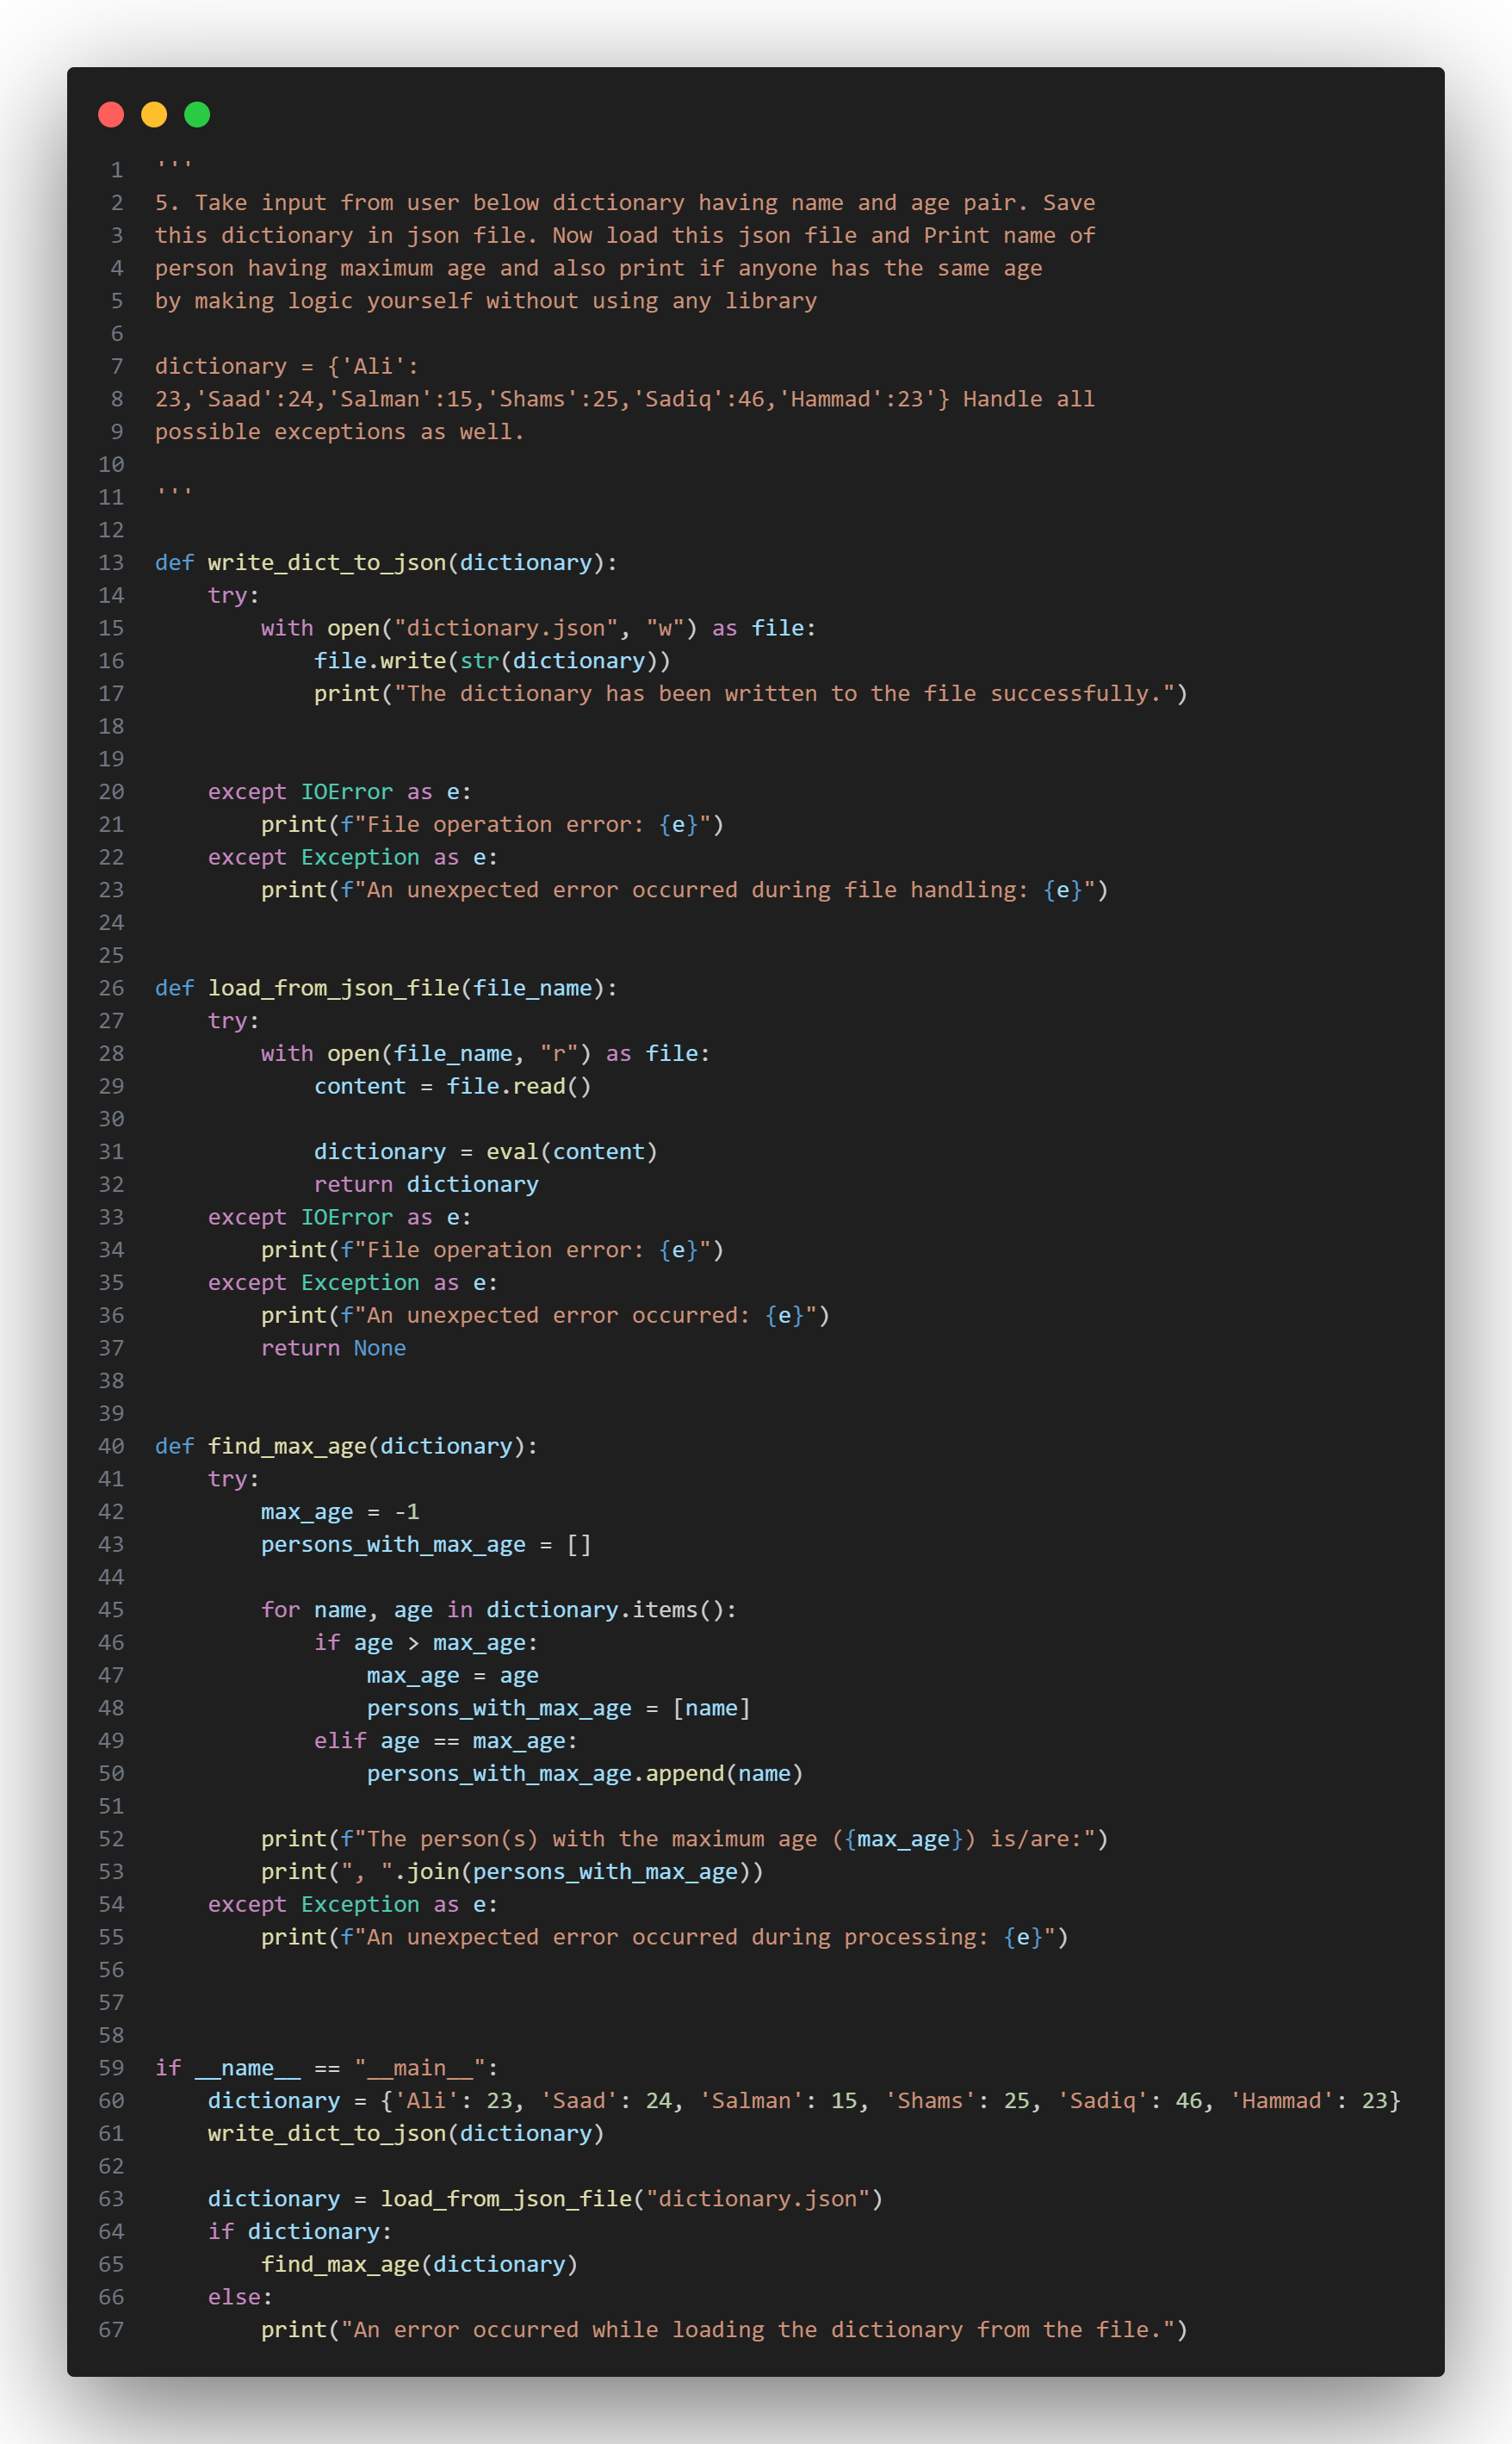 1 '''
2 5. Take input from user below dictionary having name and age pair. Save
3 this dictionary in json file. Now load this json file and Print name of
4 person having maximum age and also print if anyone has the same age
5 by making logic yourself without using any library
6
7 dictionary = {'Ali':
8 23,'Saad':24,'Salman':15,'Shams':25,'Sadiq':46,'Hammad':23'} Handle all
9 possible exceptions as well.
10
11 '''
12
13 def write_dict_to_json(dictionary):
14     try:
15         with open("dictionary.json", "w") as file:
16             file.write(str(dictionary))
17             print("The dictionary has been written to the file successfully.")
18
19
20     except IOError as e:
21         print(f"File operation error: {e}")
22     except Exception as e:
23         print(f"An unexpected error occurred during file handling: {e}")
24
25
26 def load_from_json_file(file_name):
27     try:
28         with open(file_name, "r") as file:
29             content = file.read()
30
31             dictionary = eval(content)
32             return dictionary
33     except IOError as e:
34         print(f"File operation error: {e}")
35     except Exception as e:
36         print(f"An unexpected error occurred: {e}")
37         return None
38
39
40 def find_max_age(dictionary):
41     try:
42         max_age = -1
43         persons_with_max_age = []
44
45         for name, age in dictionary.items():
46             if age > max_age:
47                 max_age = age
48                 persons_with_max_age = [name]
49             elif age == max_age:
50                 persons_with_max_age.append(name)
51
52         print(f"The person(s) with the maximum age ({max_age}) is/are:")
53         print(", ".join(persons_with_max_age))
54     except Exception as e:
55         print(f"An unexpected error occurred during processing: {e}")
56
57
58
59 if __name__ == "__main__":
60     dictionary = {'Ali': 23, 'Saad': 24, 'Salman': 15, 'Shams': 25, 'Sadiq': 46, 'Hammad': 23}
61     write_dict_to_json(dictionary)
62
63     dictionary = load_from_json_file("dictionary.json")
64     if dictionary:
65         find_max_age(dictionary)
66     else:
67         print("An error occurred while loading the dictionary from the file.")